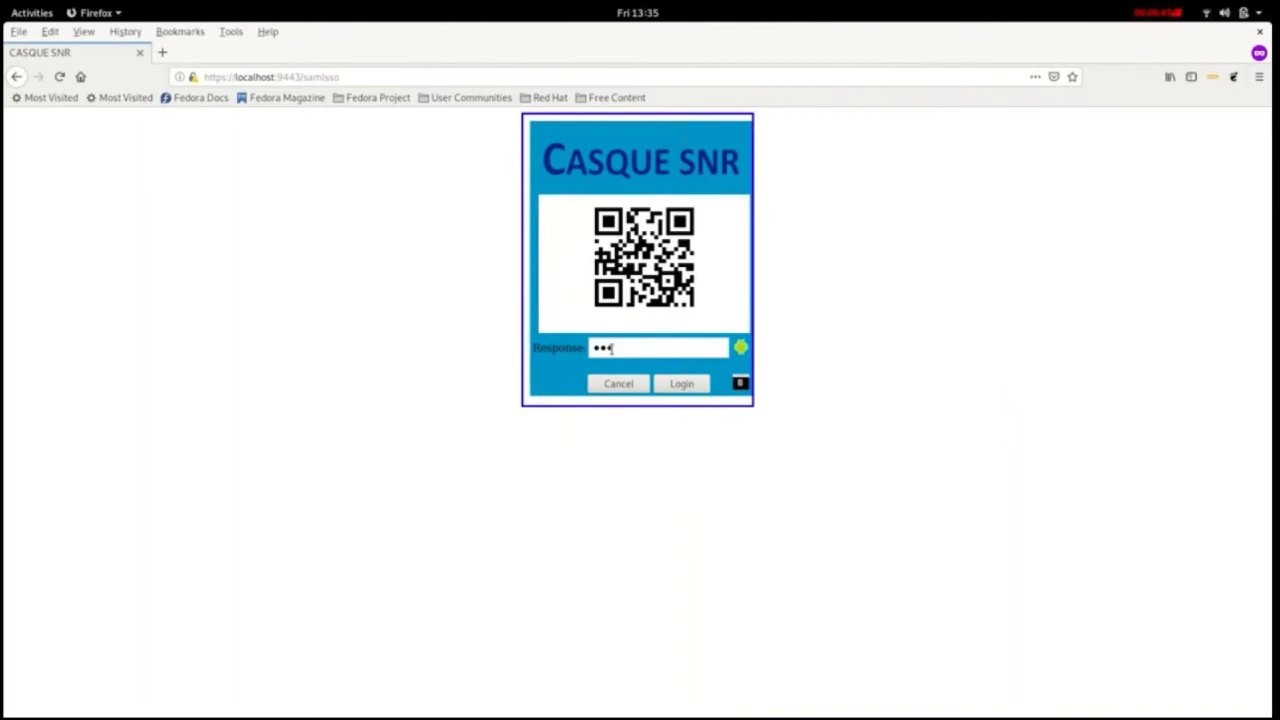 Activities Firefox Fri 13:35
File Edit View History Bookmarks Tools Help
CASQUE SNR
https://localhost:9443/samlsso
Most Visited Most Visited Fedora Docs Fedora Magazine Fedora Project User Communities Red Hat Free Content
CASQUE SNR
Response:
Cancel Login